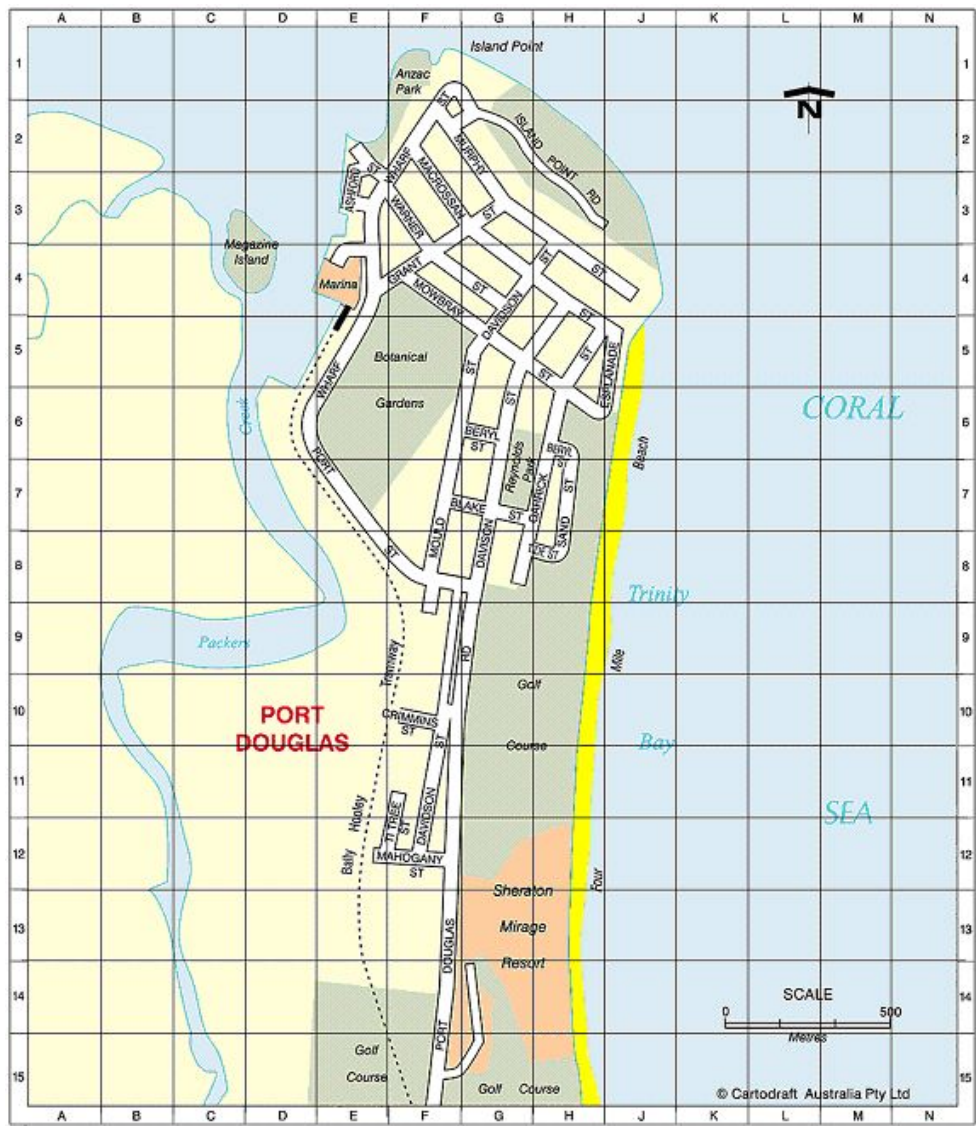 A B C D E F G H J K L M N
Island Point
1 1
Anzac
Park
N
ST
2 2
ISLAND POINT RD
MURPHY
WHARF
ST
MACROSSAN
ASHFORD
3 3
WARNER
ST
Magazine
Island
4 4
GRANT
ST
ST
Marina
MOWBRAY
ST
DAVIDSON
ST
5 5
Botanical
ST
ST
ST
WHARF
ESPLANADE
Gardens
ST
CORAL
6 6
Creek
BERYL
ST
Reynolds
Park
BERYL
ST
Beach
PORT
7 7
BLAKE
ST
GARRICK
SAND
ST
MOULD
DAVISON
ST
ST
8 8
Trinity
Packers
9 9
RD
Mile
Tramway
Golf
10 10
PORT
DOUGLAS
CRIMMINS
ST
ST
Course
Bay
11 11
Hooley
TI TREE
ST
DAVIDSON
SEA
12 12
Bally
MAHOGANY
ST
Four
Sheraton
Mirage
Resort
13 13
DOUGLAS
14 14
SCALE
0 500
Metres
PORT
Golf
Course
15 15
Golf Course
© Cartodraft Australia Pty Ltd
A B C D E F G H J K L M N